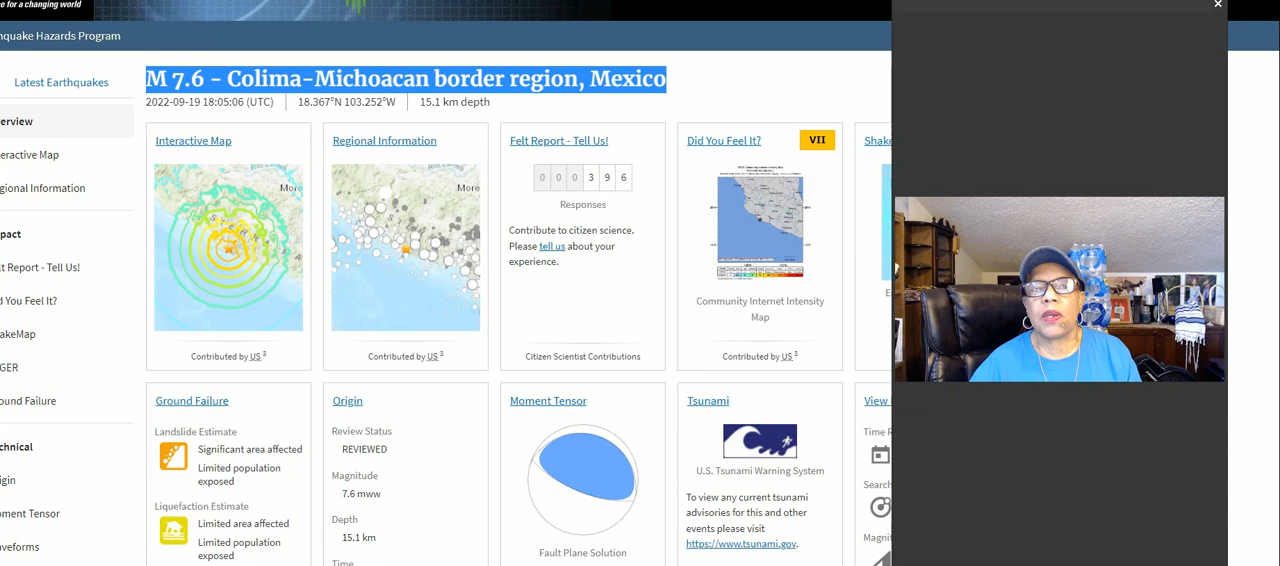 e for a changing world
nquake Hazards Program
Latest Earthquakes
erview
eractive Map
gional Information
pact
lt Report - Tell Us!
d You Feel It?
akeMap
GER
ound Failure
chnical
igin
oment Tensor
aveforms
M 7.6 - Colima-Michoacan border region, Mexico
2022-09-19 18:05:06 (UTC)
18.367°N 103.252°W
15.1 km depth
Interactive Map
More
Contributed by US 3
Regional Information
More
Contributed by US 3
Felt Report - Tell Us!
0 0 0 3 9 6
Responses
Contribute to citizen science.
Please tell us about your
experience.
Citizen Scientist Contributions
Did You Feel It?
VII
Community Internet Intensity
Map
Contributed by US 3
Shake
E
Ground Failure
Landslide Estimate
Significant area affected
Limited population
exposed
Liquefaction Estimate
Limited area affected
Limited population
exposed
Origin
Review Status
REVIEWED
Magnitude
7.6 mww
Depth
15.1 km
Time
Moment Tensor
Fault Plane Solution
Tsunami
U.S. Tsunami Warning System
To view any current tsunami
advisories for this and other
events please visit
https://www.tsunami.gov.
View
Time R
Search
Magni